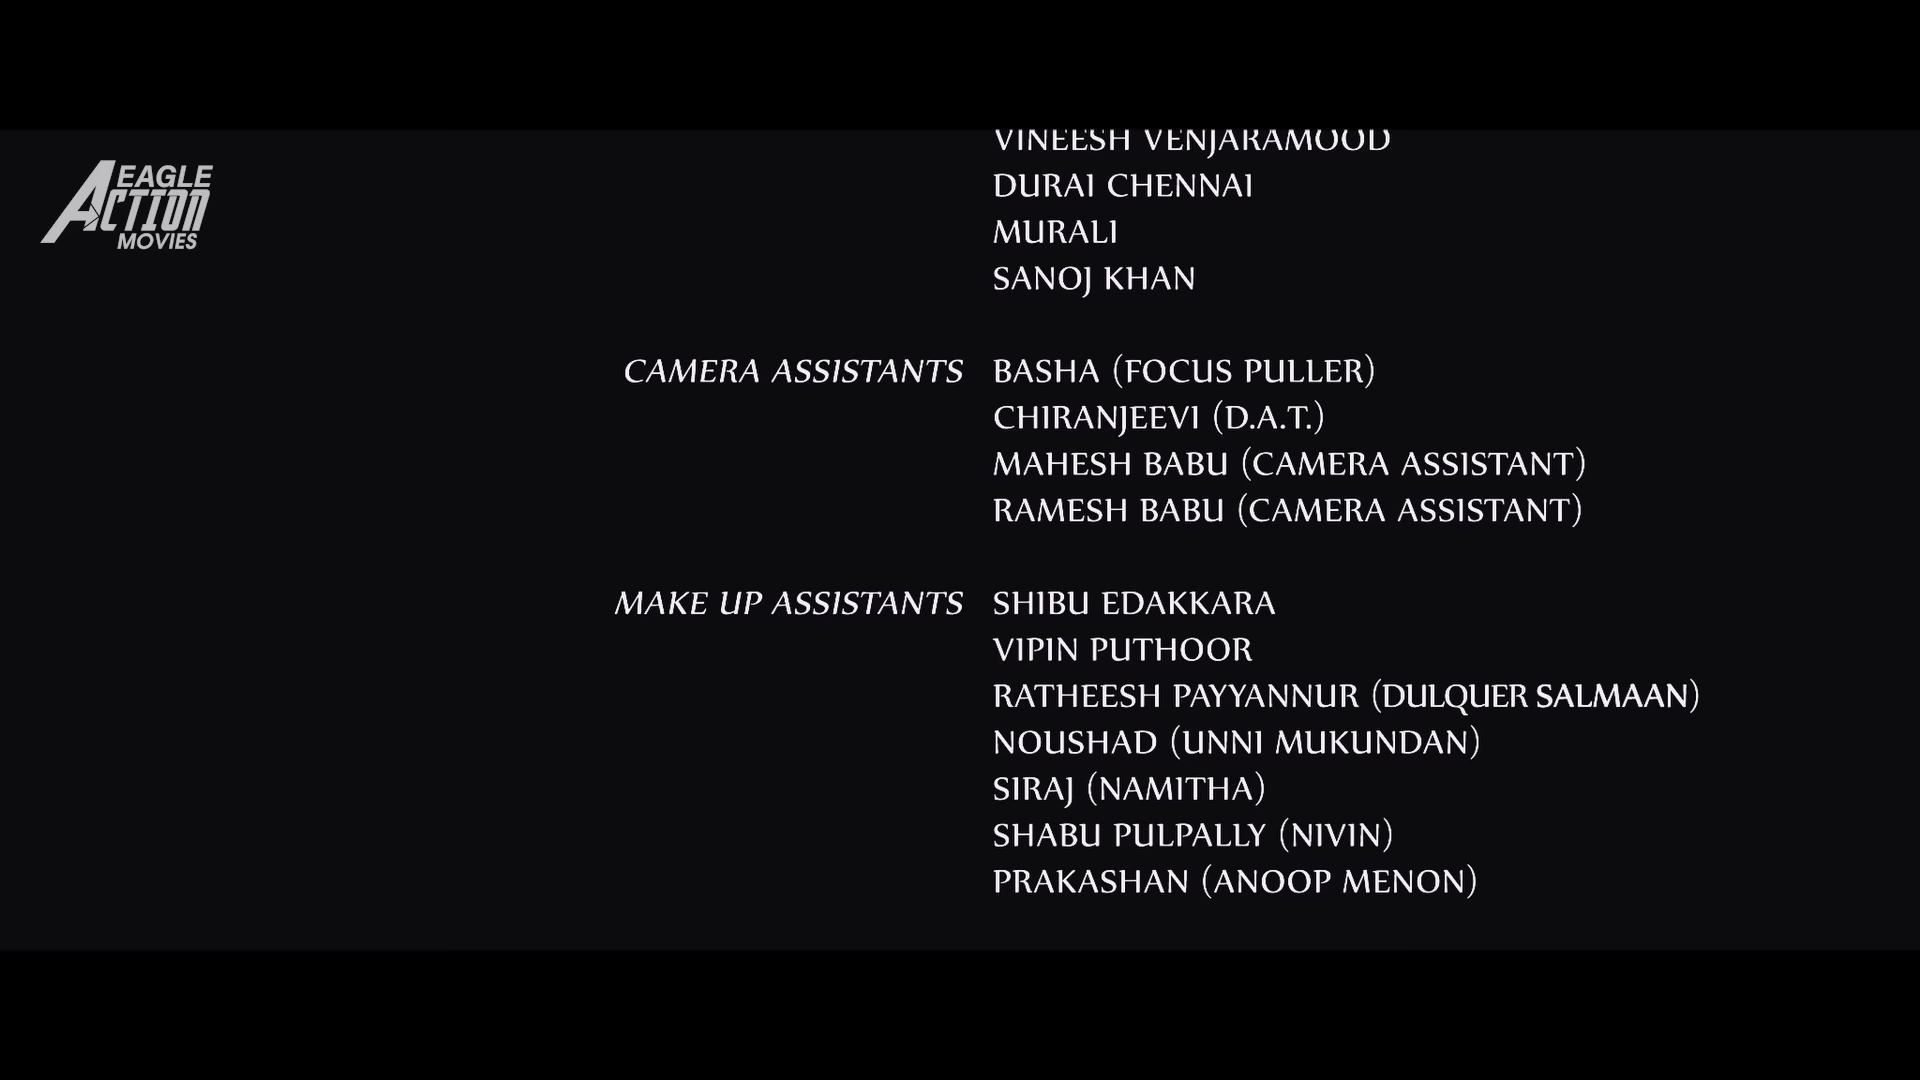 EAGLE
ACTION
MOVIES
VINEESH VENJARAMOOD
DURAI CHENNAI
MURALI
SANOJ KHAN
CAMERA ASSISTANTS BASHA (FOCUS PULLER)
CHIRANJEEVI (D.A.T.)
MAHESH BABU (CAMERA ASSISTANT)
RAMESH BABU (CAMERA ASSISTANT)
MAKE UP ASSISTANTS SHIBU EDAKKARA
VIPIN PUTHOOR
RATHEESH PAYYANNUR (DULQUER SALMAAN)
NOUSHAD (UNNI MUKUNDAN)
SIRAJ (NAMITHA)
SHABU PULPALLY (NIVIN)
PRAKASHAN (ANOOP MENON)